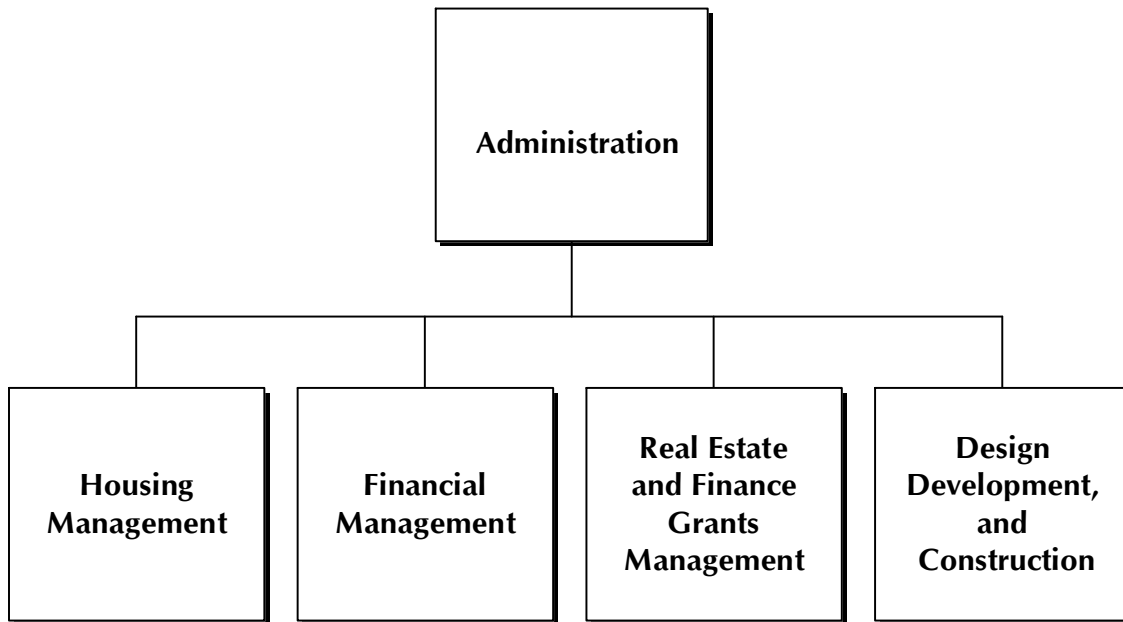 Administration
Housing
Management
Financial
Management
Real Estate
and Finance
Grants
Management
Design
Development,
and
Construction